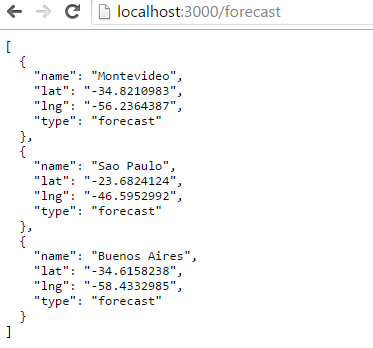 localhost:3000/forecast
[
  {
    "name": "Montevideo",
    "lat": "-34.8210983",
    "lng": "-56.2364387",
    "type": "forecast"
  },
  {
    "name": "Sao Paulo",
    "lat": "-23.6824124",
    "lng": "-46.5952992",
    "type": "forecast"
  },
  {
    "name": "Buenos Aires",
    "lat": "-34.6158238",
    "lng": "-58.4332985",
    "type": "forecast"
  }
]